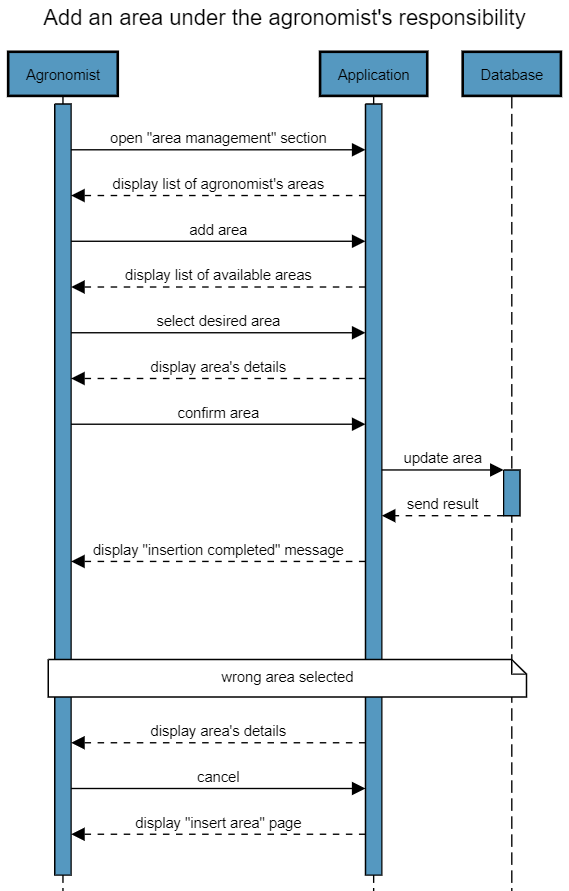 Add an area under the agronomist's responsibility
Agronomist
Application
Database
open "area management" section
display list of agronomist's areas
add area
display list of available areas
select desired area
display area's details
confirm area
update area
send result
display "insertion completed" message
wrong area selected
display area's details
cancel
display "insert area" page